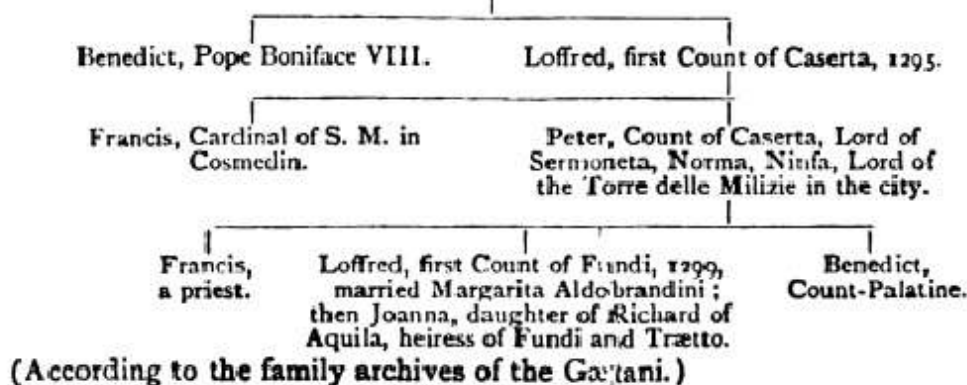 Benedict, Pope Boniface VIII.
Loffred, first Count of Caserta, 1295.
Francis, Cardinal of S. M. in
Cosmedin.
Peter, Count of Caserta, Lord of
Sermoneta, Norma, Ninfa, Lord of
the Torre delle Milizie in the city.
Francis,
a priest.
Loffred, first Count of Fundi, 1299,
married Margarita Aldobrandini ;
then Joanna, daughter of Richard of
Aquila, heiress of Fundi and Trætto.
Benedict,
Count-Palatine.
(According to the family archives of the Gætani.)